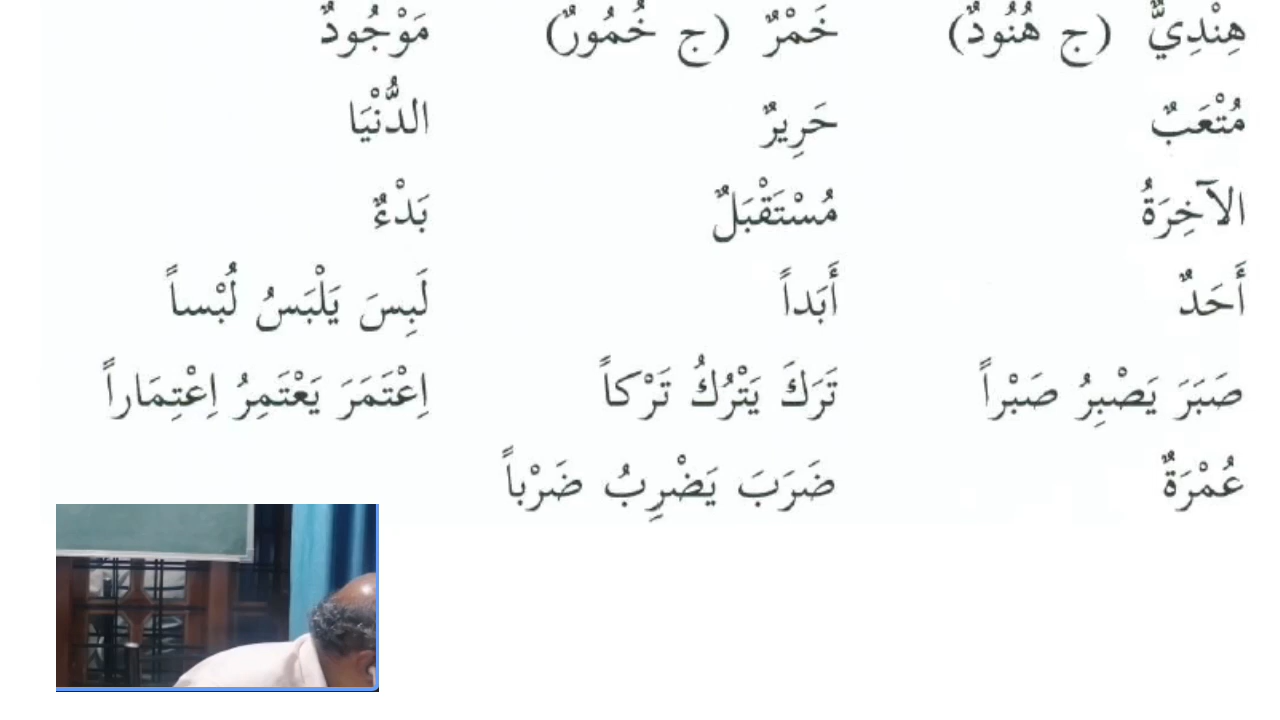 هِنْدِيٌّ (ج هُنُودٌ) خَمْرٌ (ج خُمُورٌ) مَوْجُودٌ
مُتْعَبٌ حَرِيرٌ الدُّنْيَا
الآخِرَةُ مُسْتَقْبَلٌ بَدْءٌ
أَحَدٌ أَبَداً لَبِسَ يَلْبَسُ لُبْساً
صَبَرَ يَصْبِرُ صَبْراً تَرَكَ يَتْرُكُ تَرْكاً اِعْتَمَرَ يَعْتَمِرُ اِعْتِمَاراً
عُمْرَةٌ ضَرَبَ يَضْرِبُ ضَرْباً